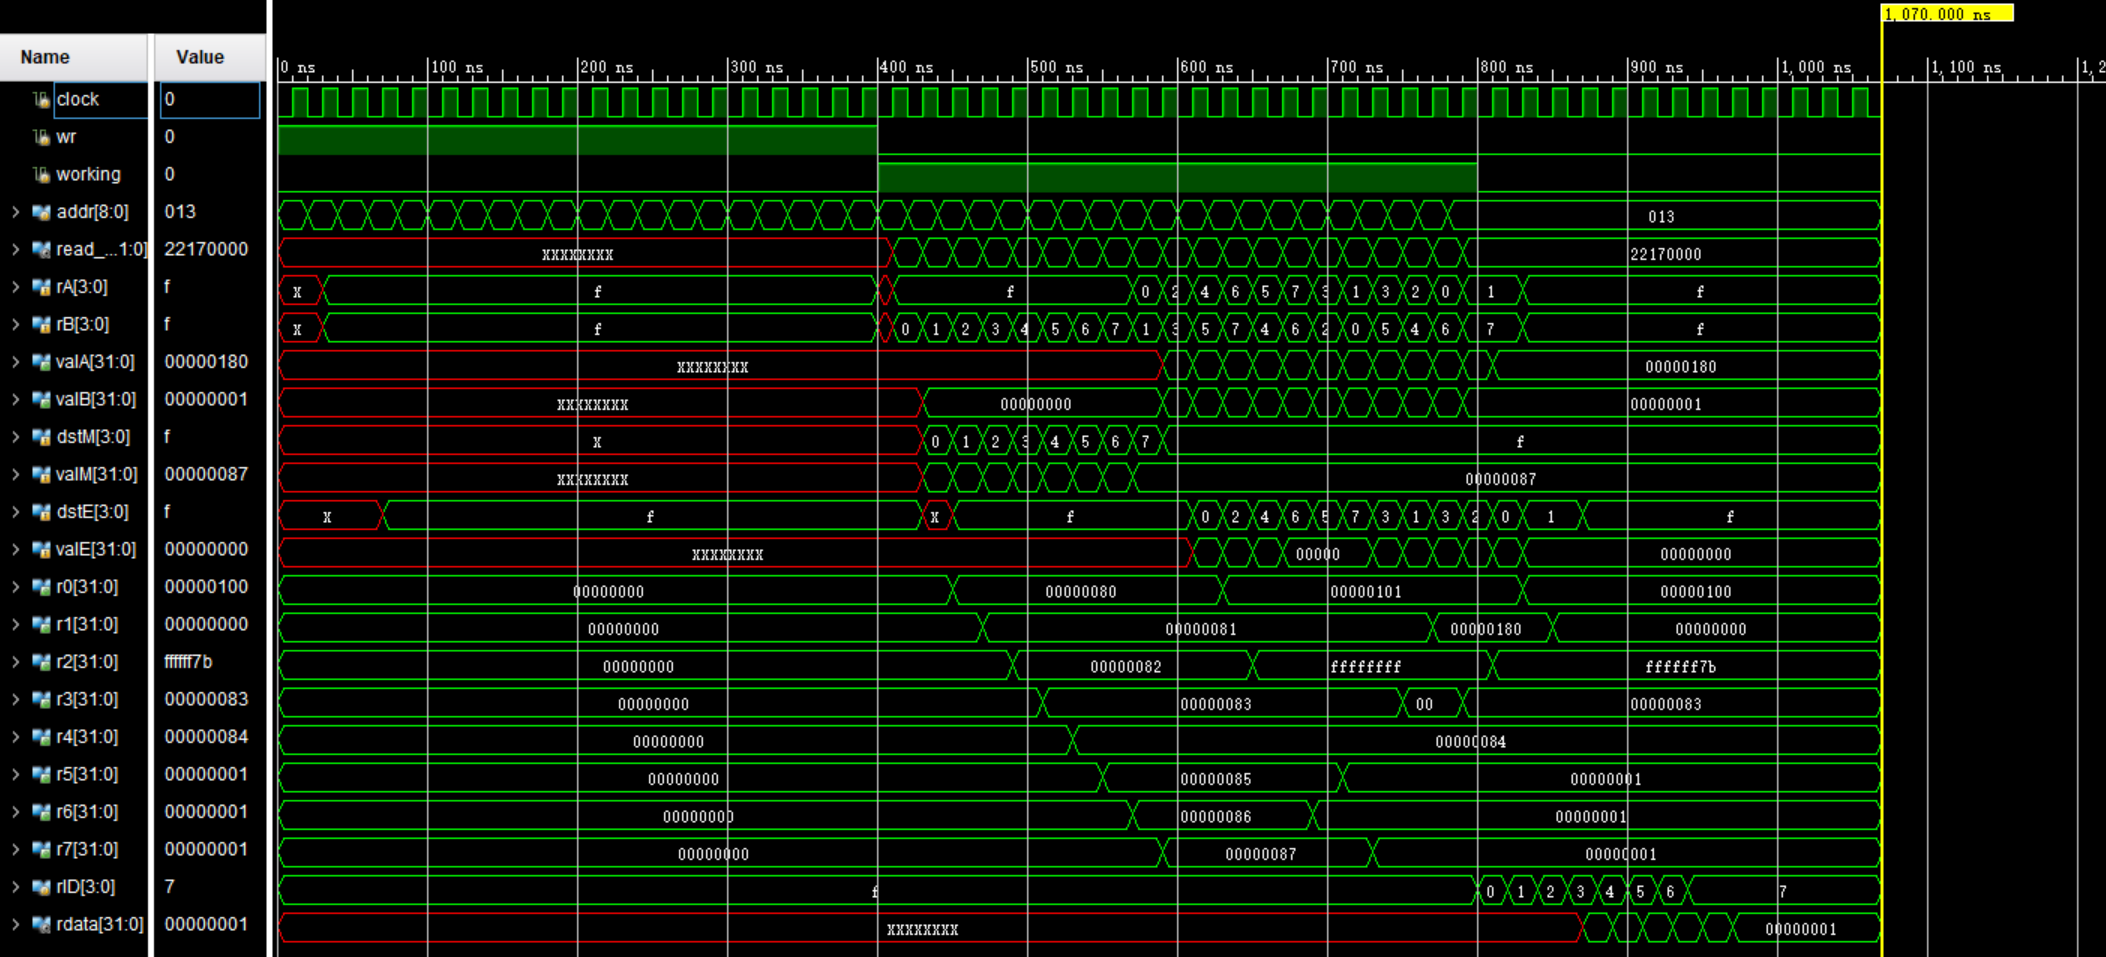 1,070.000 ns
Name Value
0 ns 100 ns 200 ns 300 ns 400 ns 500 ns 600 ns 700 ns 800 ns 900 ns 1,000 ns 1,100 ns 1,2
clock 0
wr 0
working 0
addr[8:0] 013 013
read_...1:0] 22170000 XXXXXXXX 22170000
rA[3:0] f X f f 0 2 4 6 5 7 3 1 3 2 0 1 f
rB[3:0] f X f 0 1 2 3 4 5 6 7 1 3 5 7 4 6 2 0 5 4 6 7 f
valA[31:0] 00000180 XXXXXXXX 00000180
valB[31:0] 00000001 XXXXXXXX 00000000 00000001
dstM[3:0] f X 0 1 2 3 4 5 6 7 f
valM[31:0] 00000087 XXXXXXXX 00000087
dstE[3:0] f X f X f 0 2 4 6 5 7 3 1 3 2 0 1 f
valE[31:0] 00000000 XXXXXXXX 00000 00000000
r0[31:0] 00000100 00000000 00000080 00000101 00000100
r1[31:0] 00000000 00000000 00000081 00000180 00000000
r2[31:0] ffffff7b 00000000 00000082 ffffffff ffffff7b
r3[31:0] 00000083 00000000 00000083 00 00000083
r4[31:0] 00000084 00000000 00000084
r5[31:0] 00000001 00000000 00000085 00000001
r6[31:0] 00000001 00000000 00000086 00000001
r7[31:0] 00000001 00000000 00000087 00000001
rID[3:0] 7 f 0 1 2 3 4 5 6 7
rdata[31:0] 00000001 XXXXXXXX 00000001